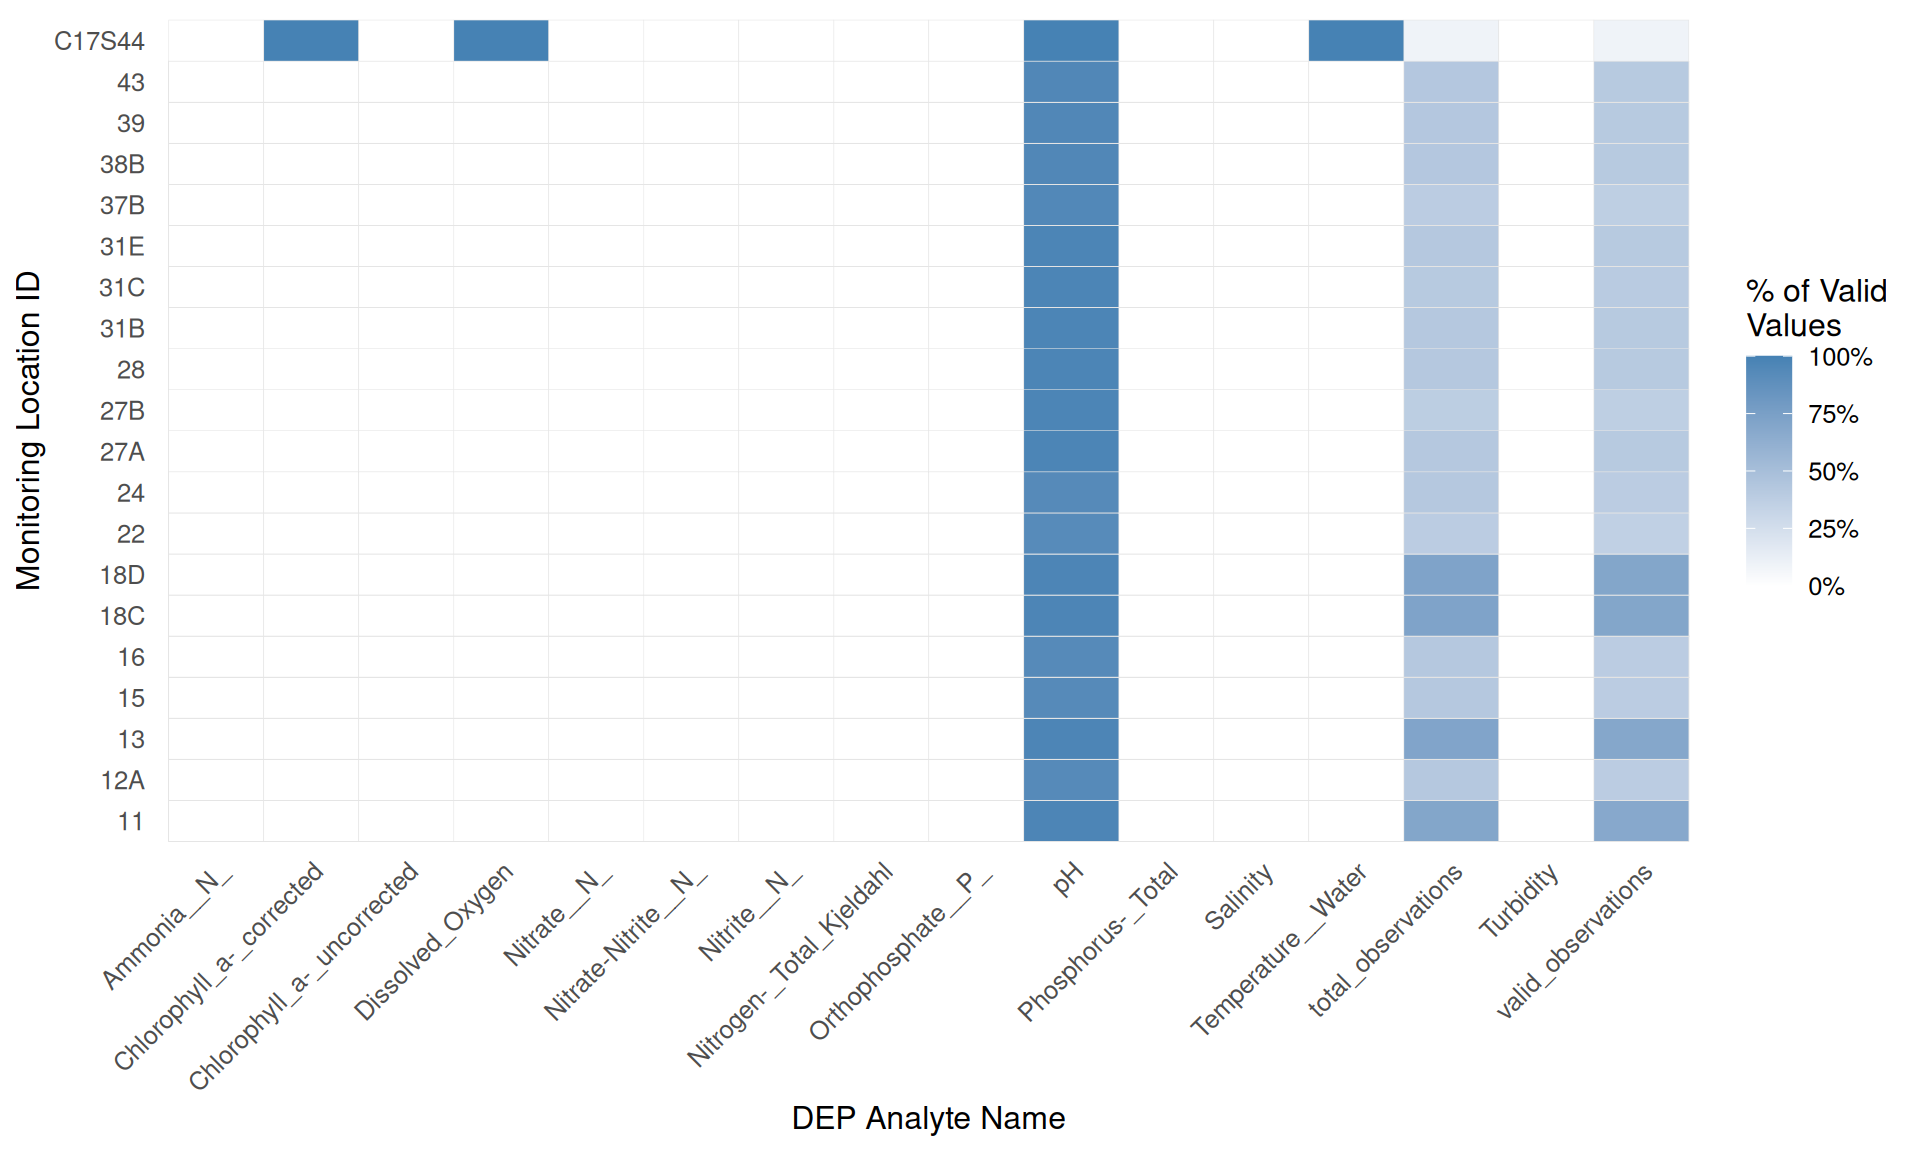 C17S44
43
39
38B
37B
31E
31C
31B
28
27B
27A
24
22
18D
18C
16
15
13
12A
11
Monitoring Location ID
Ammonia__N_
Chlorophyll_a-_corrected
Chlorophyll_a-_uncorrected
Dissolved_Oxygen
Nitrate__N_
Nitrate-Nitrite__N_
Nitrite__N_
Nitrogen-_Total_Kjeldahl
Orthophosphate__P_
pH
Phosphorus-_Total
Salinity
Temperature__Water
total_observations
Turbidity
valid_observations
DEP Analyte Name
% of Valid
Values
100%
75%
50%
25%
0%